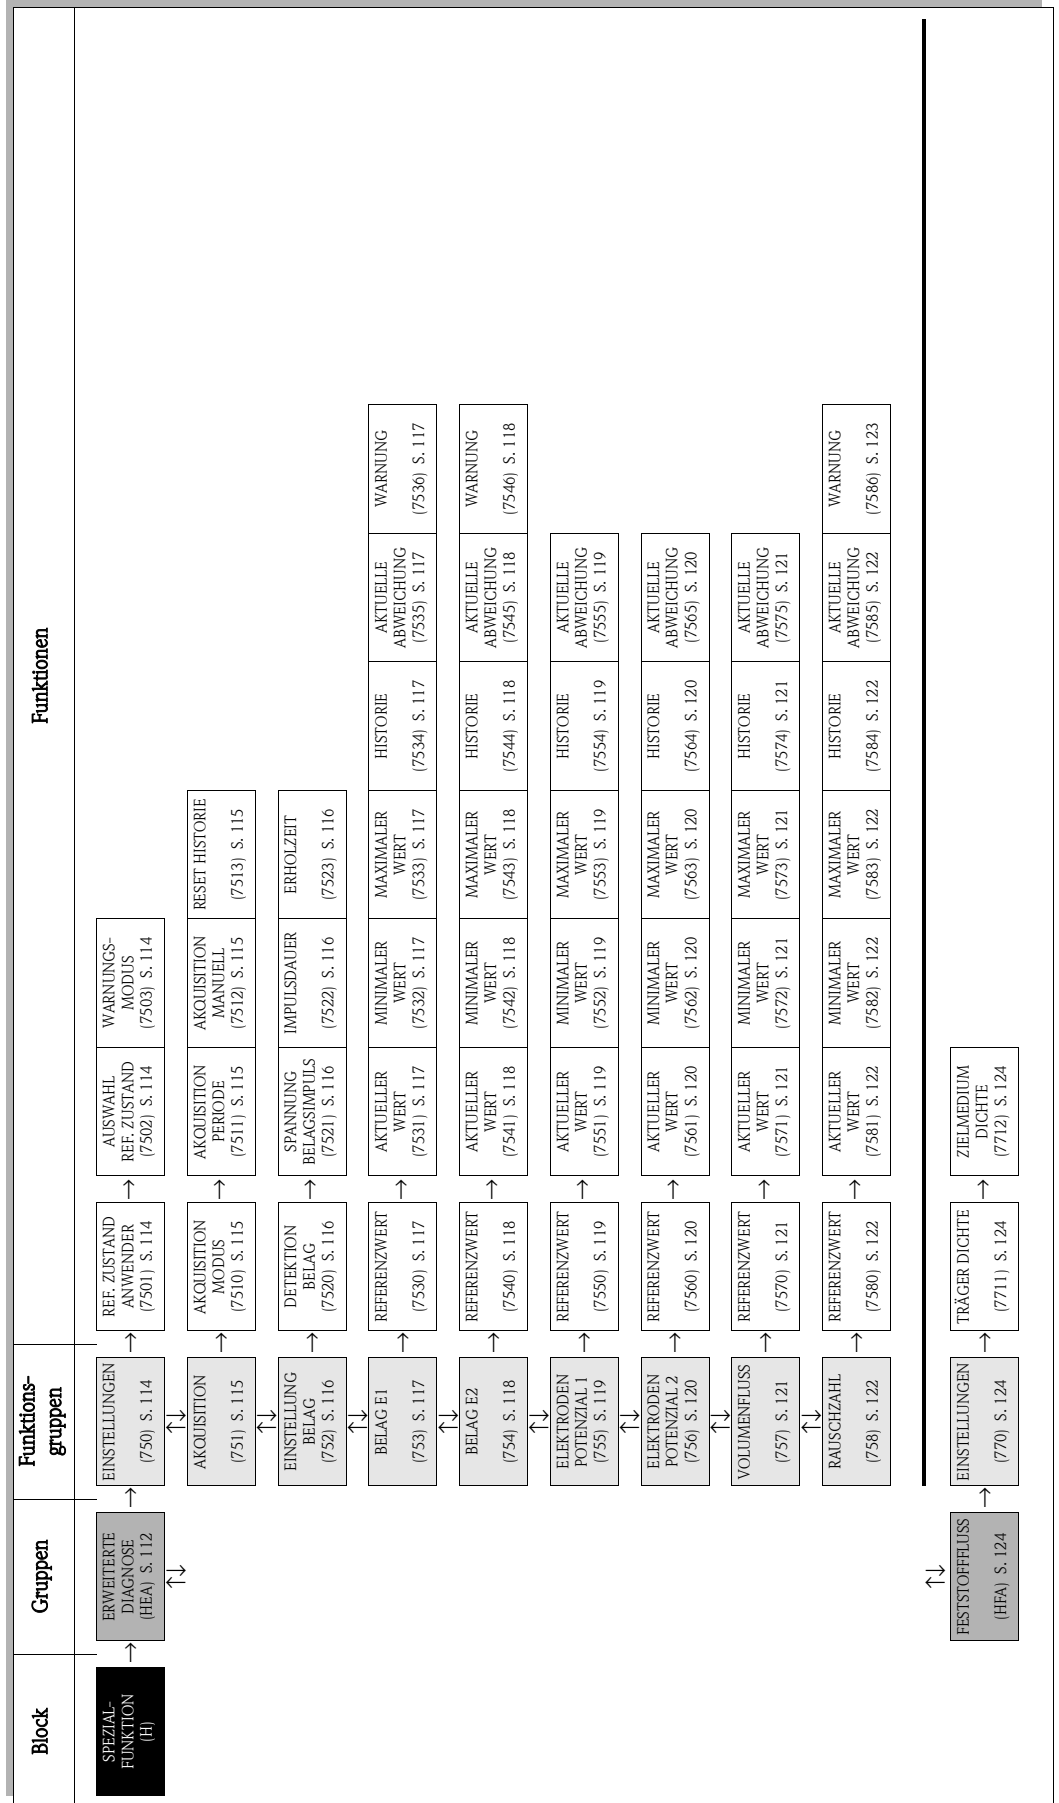 Block
Gruppen
Funktions-
gruppen
Funktionen
SPEZIAL-
FUNKTION
(H)
ERWEITERTE
DIAGNOSE
(HEA) S. 112
EINSTELLUNGEN
(750) S. 114
REF. ZUSTAND
ANWENDER
(7501) S. 114
AUSWAHL
REF. ZUSTAND
(7502) S. 114
WARNUNGS-
MODUS
(7503) S. 114
AKQUISITION
(751) S. 115
AKQUISITION
MODUS
(7510) S. 115
AKQUISITION
PERIODE
(7511) S. 115
AKQUISITION
MANUELL
(7512) S. 115
RESET HISTORIE
(7513) S. 115
EINSTELLUNG
BELAG
(752) S. 116
DETEKTION
BELAG
(7520) S. 116
SPANNUNG
BELAGSIMPULS
(7521) S. 116
IMPULSDAUER
(7522) S. 116
ERHOLZEIT
(7523) S. 116
BELAG E1
(753) S. 117
REFERENZWERT
(7530) S. 117
AKTUELLER
WERT
(7531) S. 117
MINIMALER
WERT
(7532) S. 117
MAXIMALER
WERT
(7533) S. 117
HISTORIE
(7534) S. 117
AKTUELLE
ABWEICHUNG
(7535) S. 117
WARNUNG
(7536) S. 117
BELAG E2
(754) S. 118
REFERENZWERT
(7540) S. 118
AKTUELLER
WERT
(7541) S. 118
MINIMALER
WERT
(7542) S. 118
MAXIMALER
WERT
(7543) S. 118
HISTORIE
(7544) S. 118
AKTUELLE
ABWEICHUNG
(7545) S. 118
WARNUNG
(7546) S. 118
ELEKTRODEN
POTENZIAL 1
(755) S. 119
REFERENZWERT
(7550) S. 119
AKTUELLER
WERT
(7551) S. 119
MINIMALER
WERT
(7552) S. 119
MAXIMALER
WERT
(7553) S. 119
HISTORIE
(7554) S. 119
AKTUELLE
ABWEICHUNG
(7555) S. 119
ELEKTRODEN
POTENZIAL 2
(756) S. 120
REFERENZWERT
(7560) S. 120
AKTUELLER
WERT
(7561) S. 120
MINIMALER
WERT
(7562) S. 120
MAXIMALER
WERT
(7563) S. 120
HISTORIE
(7564) S. 120
AKTUELLE
ABWEICHUNG
(7565) S. 120
VOLUMENFLUSS
(757) S. 121
REFERENZWERT
(7570) S. 121
AKTUELLER
WERT
(7571) S. 121
MINIMALER
WERT
(7572) S. 121
MAXIMALER
WERT
(7573) S. 121
HISTORIE
(7574) S. 121
AKTUELLE
ABWEICHUNG
(7575) S. 121
RAUSCHZAHL
(758) S. 122
REFERENZWERT
(7580) S. 122
AKTUELLER
WERT
(7581) S. 122
MINIMALER
WERT
(7582) S. 122
MAXIMALER
WERT
(7583) S. 122
HISTORIE
(7584) S. 122
AKTUELLE
ABWEICHUNG
(7585) S. 122
WARNUNG
(7586) S. 123
FESTSTOFFFLUSS
(HFA) S. 124
EINSTELLUNGEN
(770) S. 124
TRÄGER DICHTE
(7711) S. 124
ZIELMEDIUM
DICHTE
(7712) S. 124